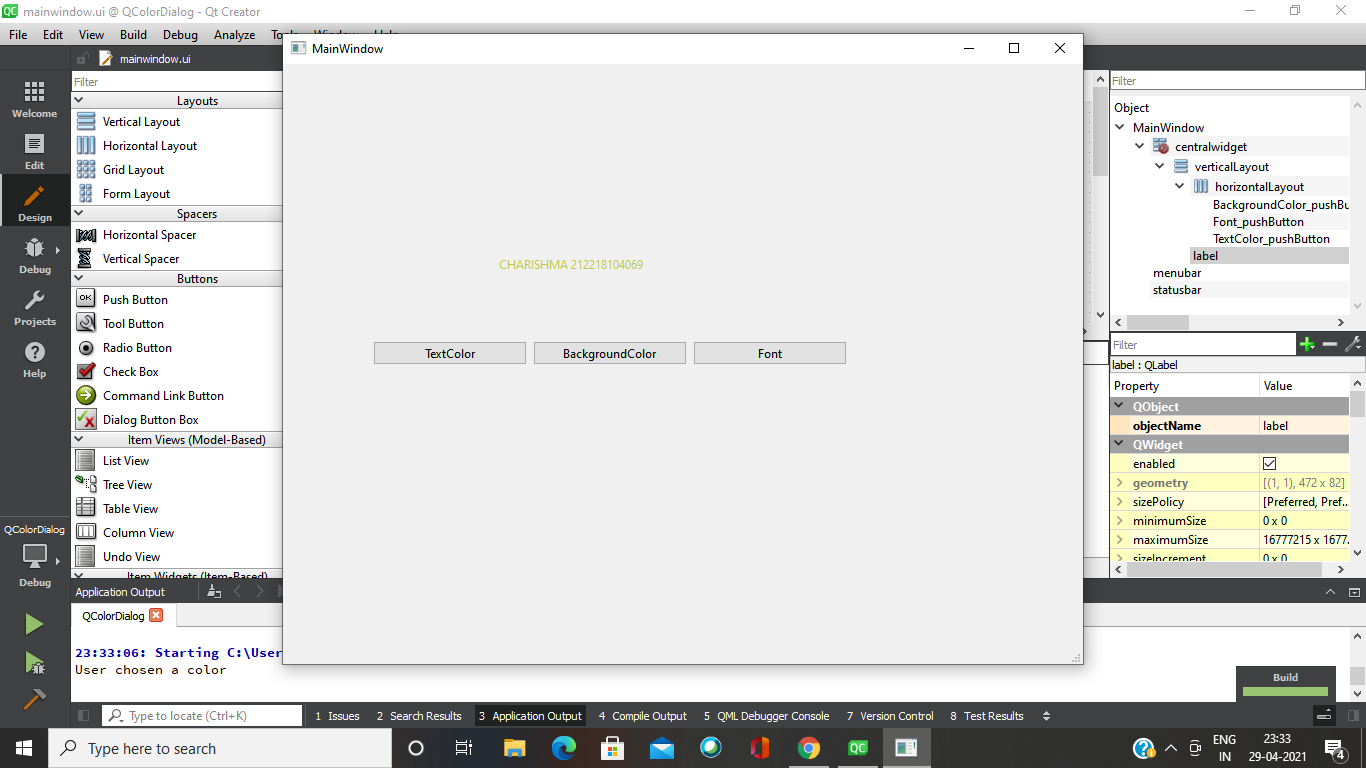 mainwindow.ui @ QColorDialog - Qt Creator
File Edit View Build Debug Analyze
MainWindow
mainwindow.ui
Filter
Layouts
Vertical Layout
Horizontal Layout
Grid Layout
Form Layout
Spacers
Horizontal Spacer
Vertical Spacer
Buttons
Push Button
Tool Button
Radio Button
Check Box
Command Link Button
Dialog Button Box
Item Views (Model-Based)
List View
Tree View
Table View
Column View
Undo View
Item Widgets (Item-Based)
Welcome
Edit
Design
Debug
Projects
Help
QColorDialog
Debug
CHARISHMA 212218104069
TextColor BackgroundColor Font
Filter
Object
MainWindow
centralwidget
verticalLayout
horizontalLayout
BackgroundColor_pushBu
Font_pushButton
TextColor_pushButton
label
menubar
statusbar
Filter
label : QLabel
Property Value
QObject
objectName label
QWidget
enabled
geometry [(1, 1), 472 x 82]
sizePolicy [Preferred, Pref...
minimumSize 0 x 0
maximumSize 16777215 x 1677...
sizeIncrement 0 x 0
Application Output
QColorDialog
23:33:06: Starting C:\User
User chosen a color
Build
Type to locate (Ctrl+K) 1 Issues 2 Search Results 3 Application Output 4 Compile Output 5 QML Debugger Console 7 Version Control 8 Test Results
Type here to search
ENG
IN
23:33
29-04-2021
4